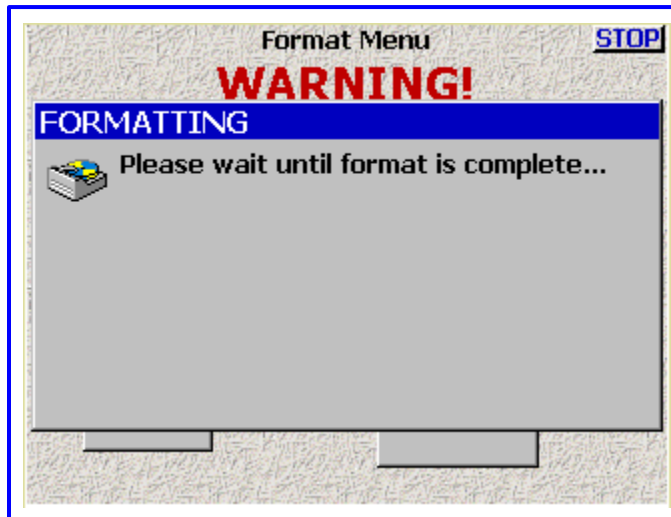 Format Menu
STOP
WARNING!
FORMATTING
Please wait until format is complete...